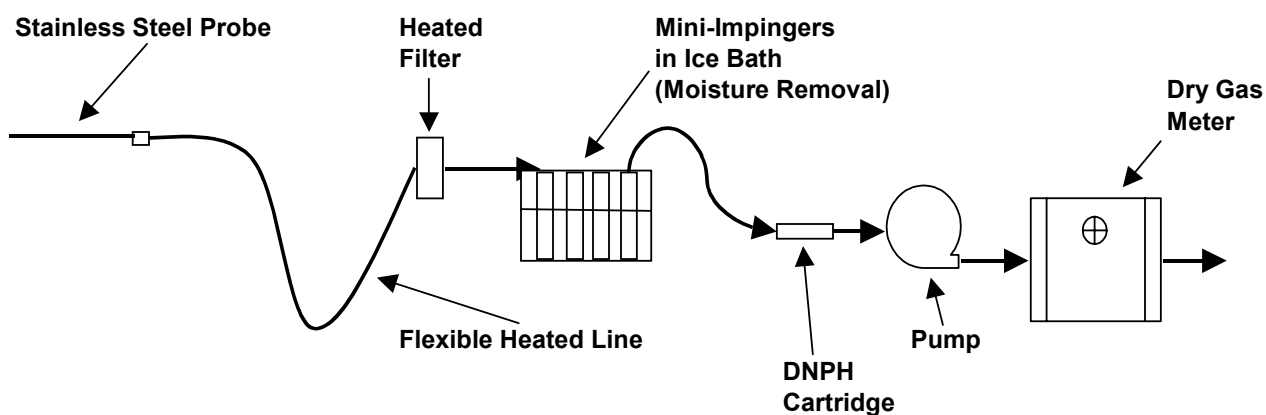 Stainless Steel Probe
Heated
Filter
Mini-Impingers
in Ice Bath
(Moisture Removal)
Dry Gas
Meter
Flexible Heated Line
Pump
DNPH
Cartridge